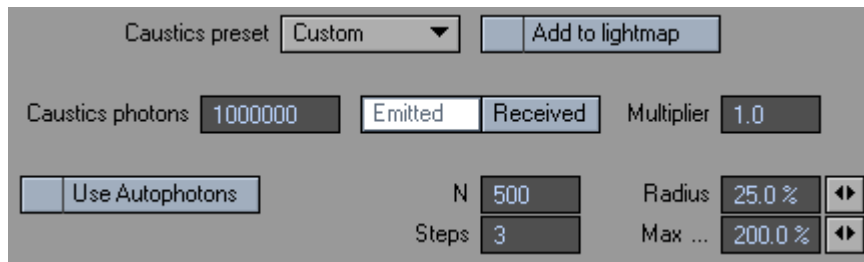 Caustics preset Custom Add to lightmap
Caustics photons 1000000 Emitted Received Multiplier 1.0
Use Autophotons N 500 Radius 25.0 %
Steps 3 Max ... 200.0 %